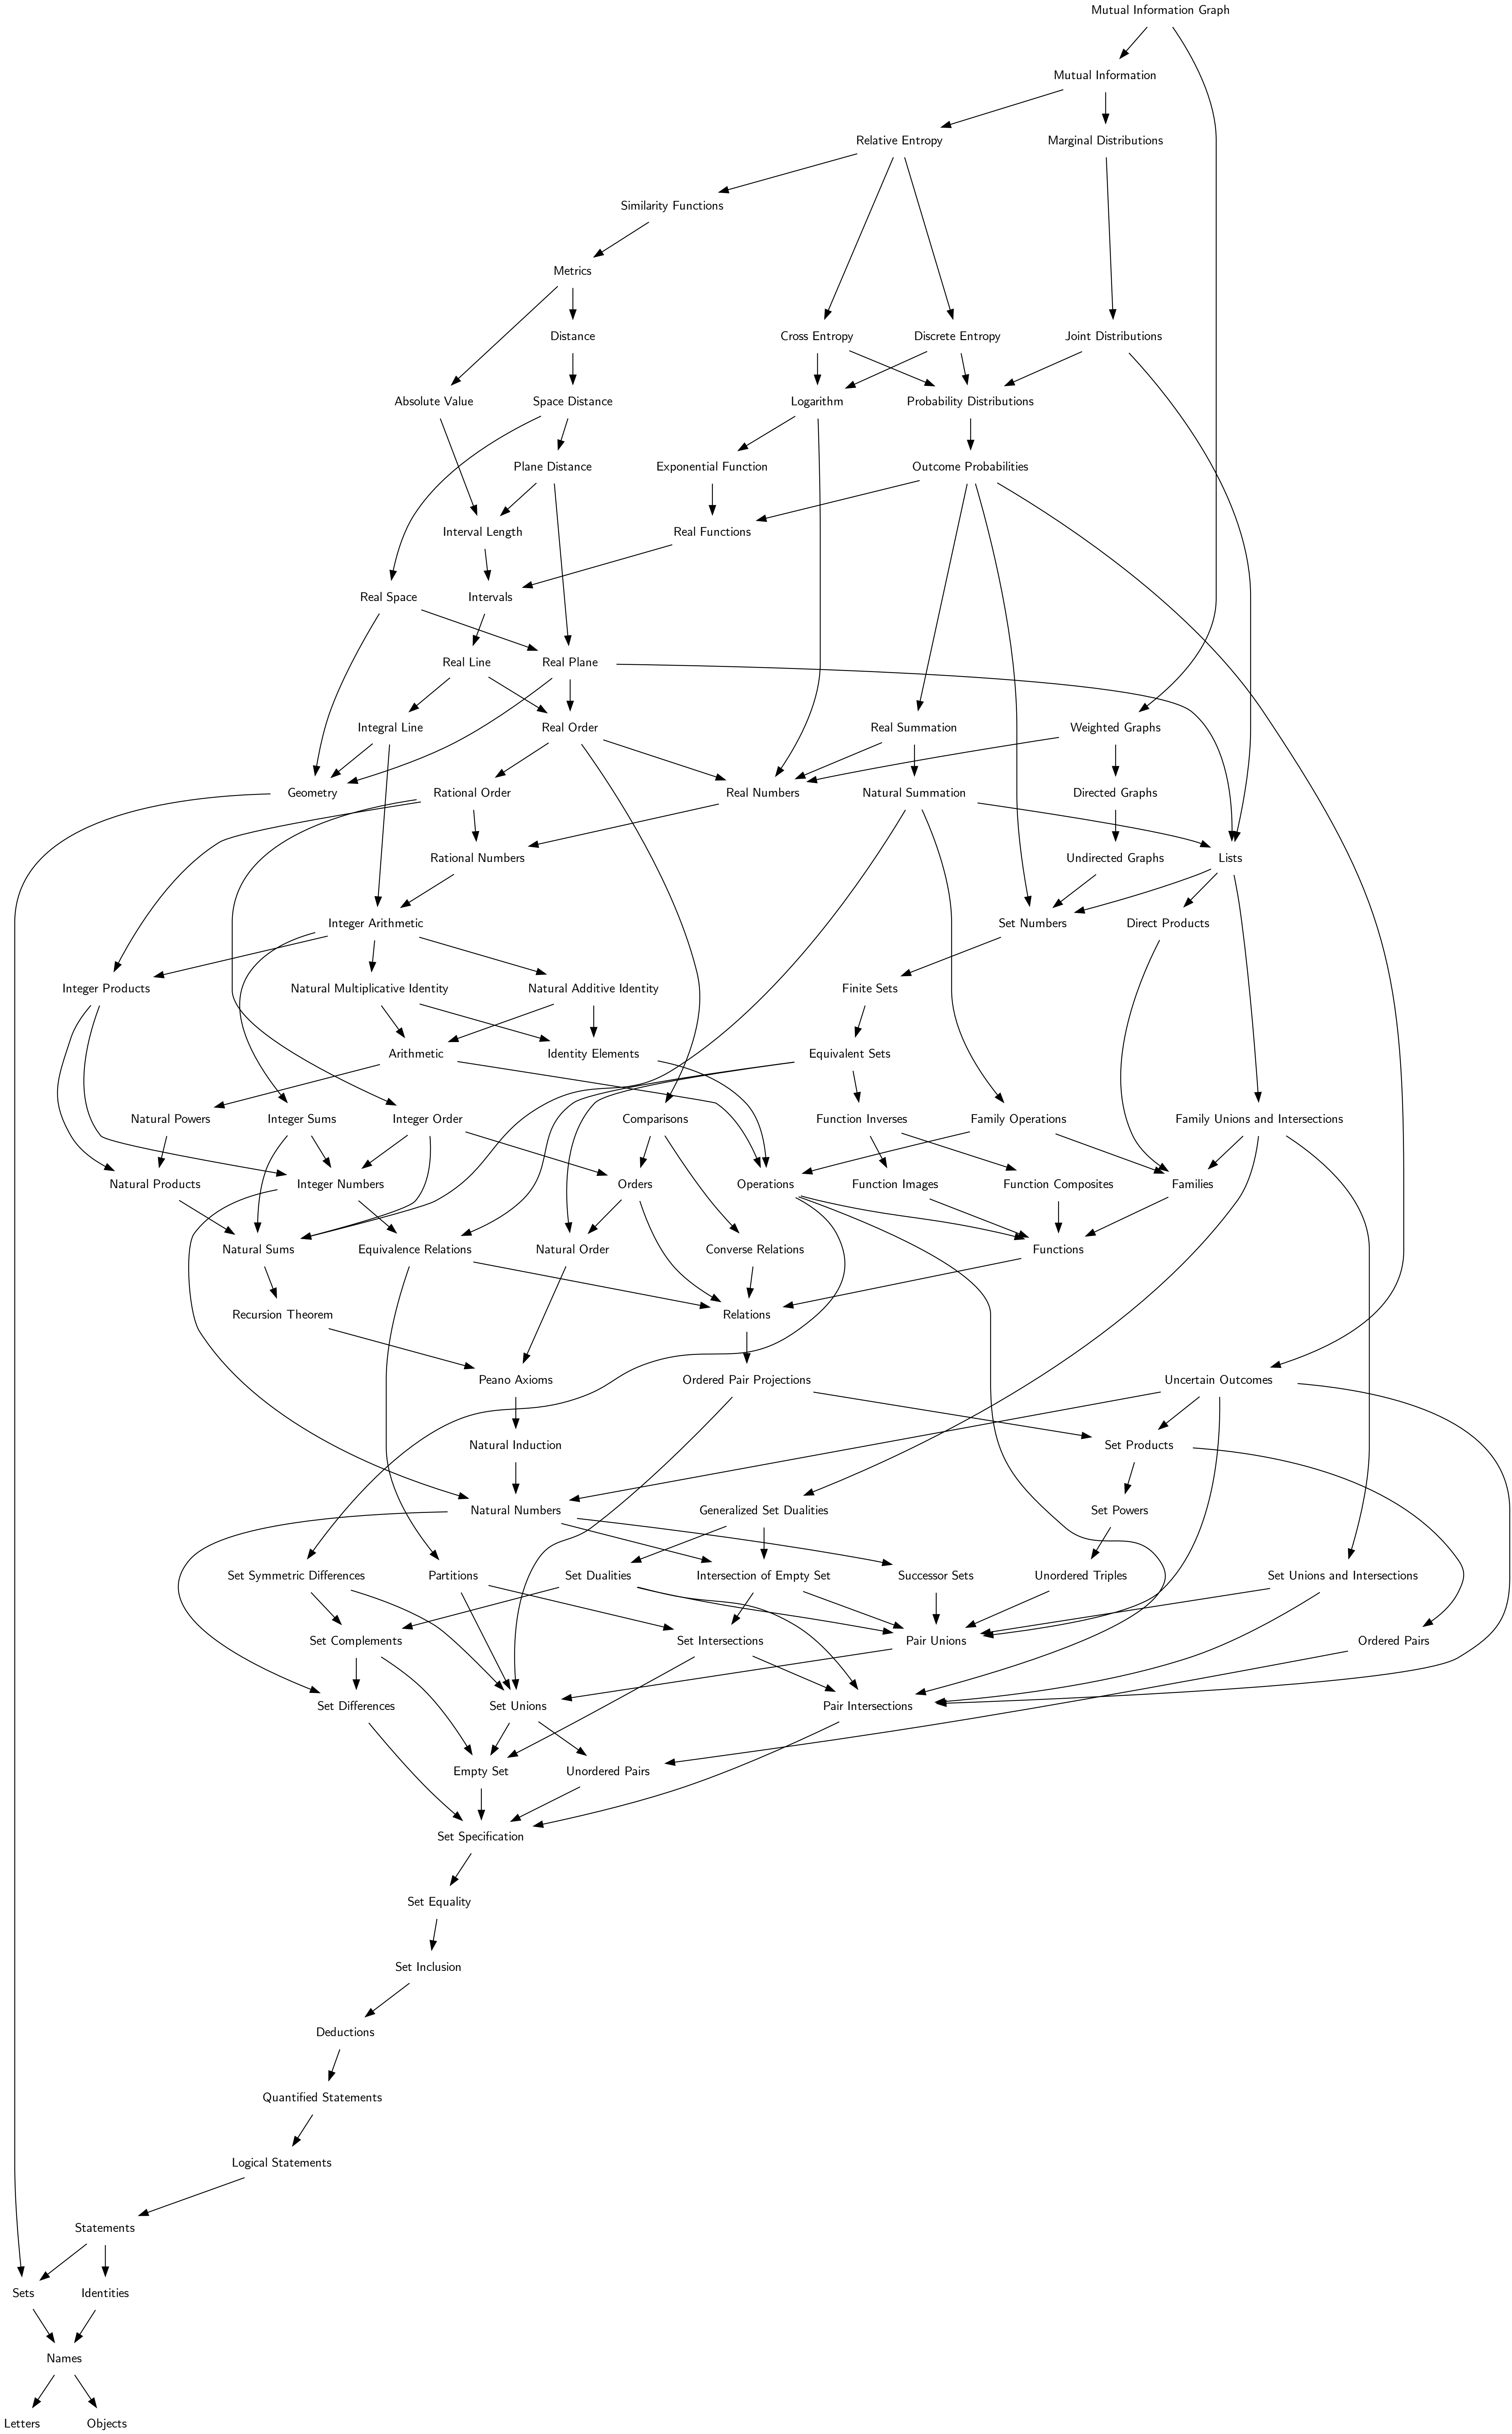 Mutual Information Graph
Mutual Information
Relative Entropy
Marginal Distributions
Similarity Functions
Metrics
Distance
Cross Entropy
Discrete Entropy
Joint Distributions
Absolute Value
Space Distance
Logarithm
Probability Distributions
Plane Distance
Exponential Function
Outcome Probabilities
Interval Length
Real Functions
Real Space
Intervals
Real Line
Real Plane
Integral Line
Real Order
Real Summation
Weighted Graphs
Geometry
Rational Order
Real Numbers
Natural Summation
Directed Graphs
Rational Numbers
Undirected Graphs
Lists
Integer Arithmetic
Set Numbers
Direct Products
Integer Products
Natural Multiplicative Identity
Natural Additive Identity
Finite Sets
Arithmetic
Identity Elements
Equivalent Sets
Natural Powers
Integer Sums
Integer Order
Comparisons
Function Inverses
Family Operations
Family Unions and Intersections
Natural Products
Integer Numbers
Orders
Operations
Function Images
Function Composites
Families
Natural Sums
Equivalence Relations
Natural Order
Converse Relations
Functions
Recursion Theorem
Relations
Peano Axioms
Ordered Pair Projections
Uncertain Outcomes
Natural Induction
Set Products
Natural Numbers
Generalized Set Dualities
Set Powers
Set Symmetric Differences
Partitions
Set Dualities
Intersection of Empty Set
Successor Sets
Unordered Triples
Set Unions and Intersections
Set Complements
Set Intersections
Pair Unions
Ordered Pairs
Set Differences
Set Unions
Pair Intersections
Empty Set
Unordered Pairs
Set Specification
Set Equality
Set Inclusion
Deductions
Quantified Statements
Logical Statements
Statements
Sets
Identities
Names
Letters
Objects